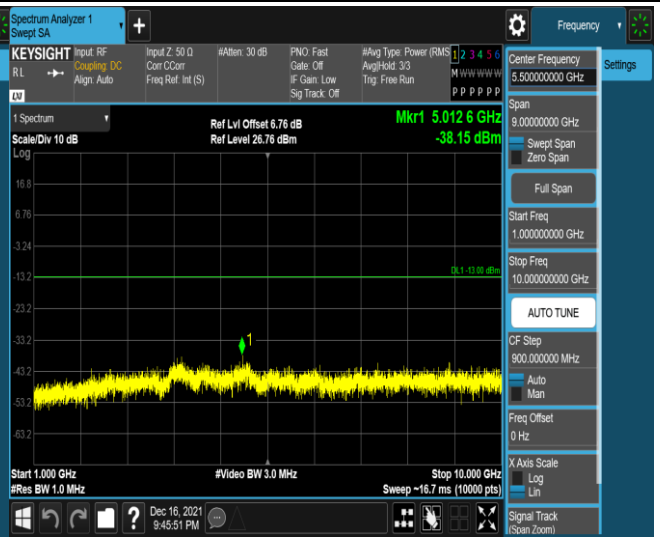 Spectrum Analyzer 1
Swept SA
Frequency
KEYSIGHT
RL
LXI
Input: RF
Coupling: DC
Align: Auto
Input Z: 50 Ω
Corr CCorr
Freq Ref: Int (S)
#Atten: 30 dB
PNO: Fast
Gate: Off
IF Gain: Low
Sig Track: Off
#Avg Type: Power (RMS
Avg|Hold: 3/3
Trig: Free Run
1 2 3 4 5 6
M W W W W W
P P P P P P
1 Spectrum
Scale/Div 10 dB
Log
Ref Lvl Offset 6.76 dB
Ref Level 26.76 dBm
Mkr1 5.012 6 GHz
-38.15 dBm
16.8
6.76
-3.24
-13.2
-23.2
-33.2
-43.2
-53.2
-63.2
DL1 -13.00 dBm
1
Start 1.000 GHz
#Res BW 1.0 MHz
#Video BW 3.0 MHz
Stop 10.000 GHz
Sweep ~16.7 ms (10000 pts)
Dec 16, 2021
9:45:51 PM
Center Frequency
5.500000000 GHz
Settings
Span
9.00000000 GHz
Swept Span
Zero Span
Full Span
Start Freq
1.000000000 GHz
Stop Freq
10.000000000 GHz
AUTO TUNE
CF Step
900.000000 MHz
Auto
Man
Freq Offset
0 Hz
X Axis Scale
Log
Lin
Signal Track
(Span Zoom)